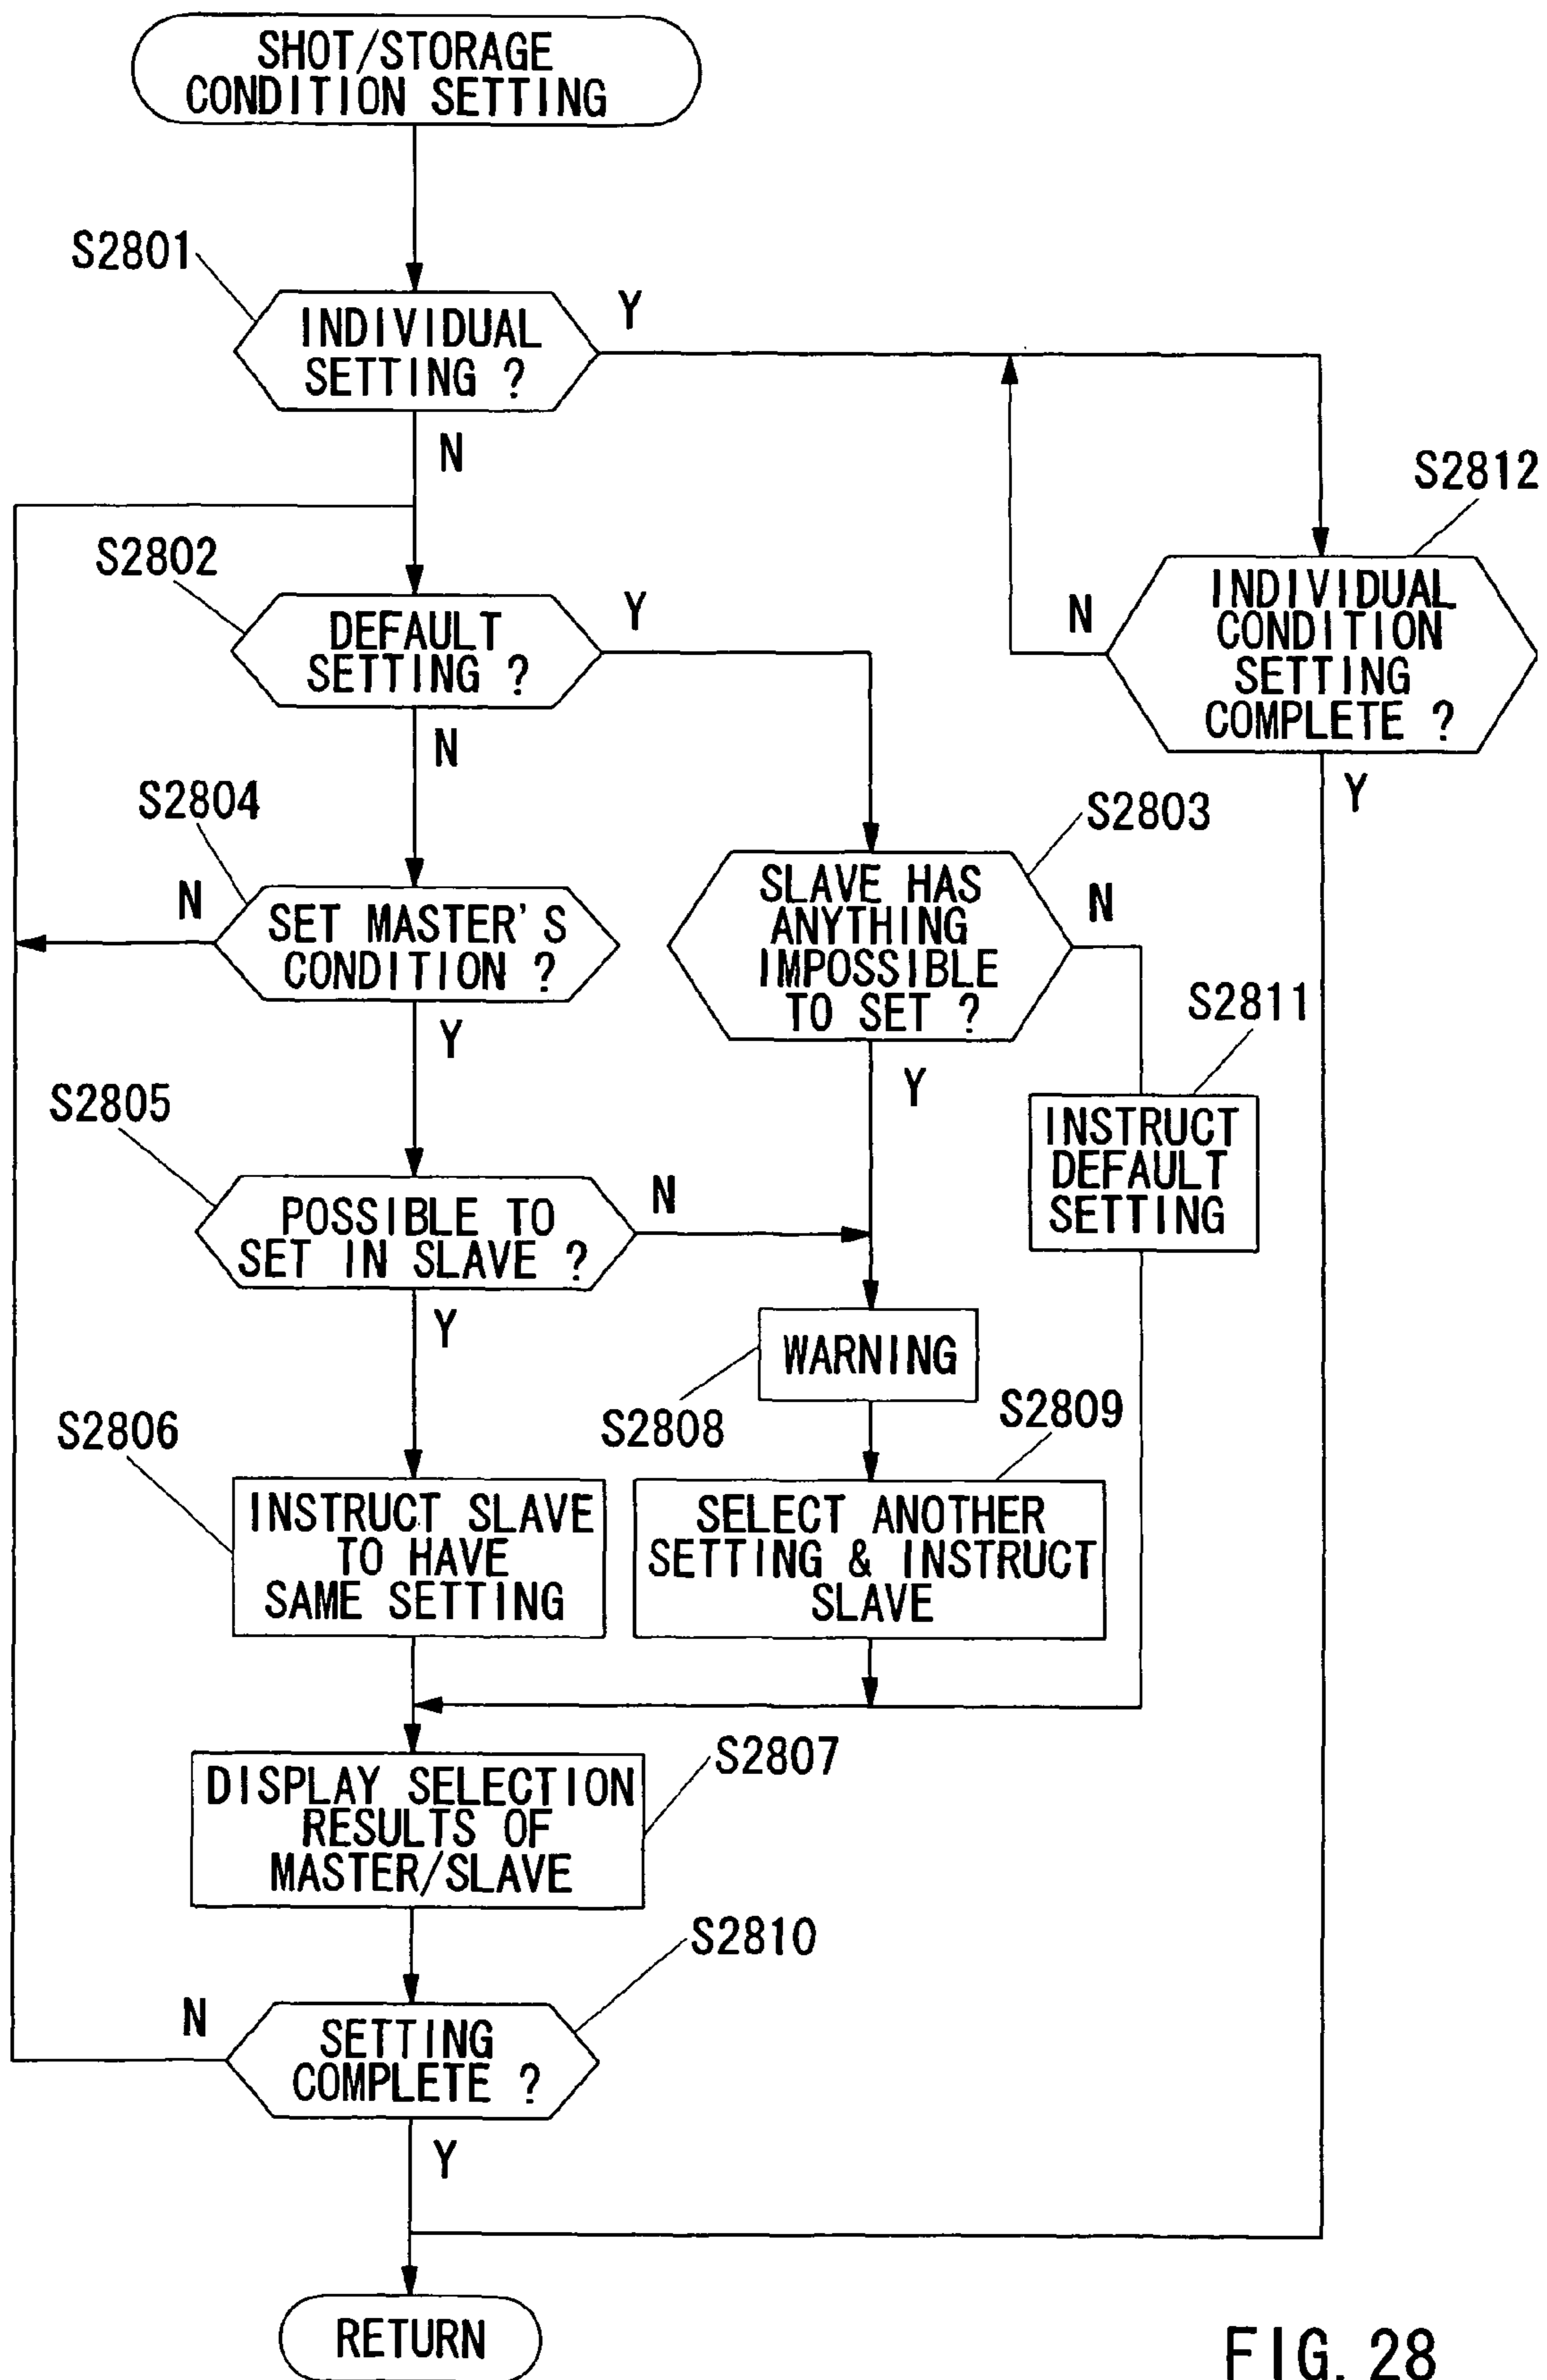 SHOT/STORAGE
CONDITION SETTING
S2801
INDIVIDUAL
SETTING ?
Y
N
S2812
INDIVIDUAL
CONDITION
SETTING
COMPLETE ?
N
Y
S2802
DEFAULT
SETTING ?
Y
N
S2804
SET MASTER'S
CONDITION ?
N
Y
S2803
SLAVE HAS
ANYTHING
IMPOSSIBLE
TO SET ?
N
Y
S2811
INSTRUCT
DEFAULT
SETTING
S2805
POSSIBLE TO
SET IN SLAVE ?
N
Y
WARNING
S2808
S2806
INSTRUCT SLAVE
TO HAVE
SAME SETTING
S2809
SELECT ANOTHER
SETTING & INSTRUCT
SLAVE
S2807
DISPLAY SELECTION
RESULTS OF
MASTER/SLAVE
S2810
SETTING
COMPLETE ?
N
Y
RETURN
FIG. 28